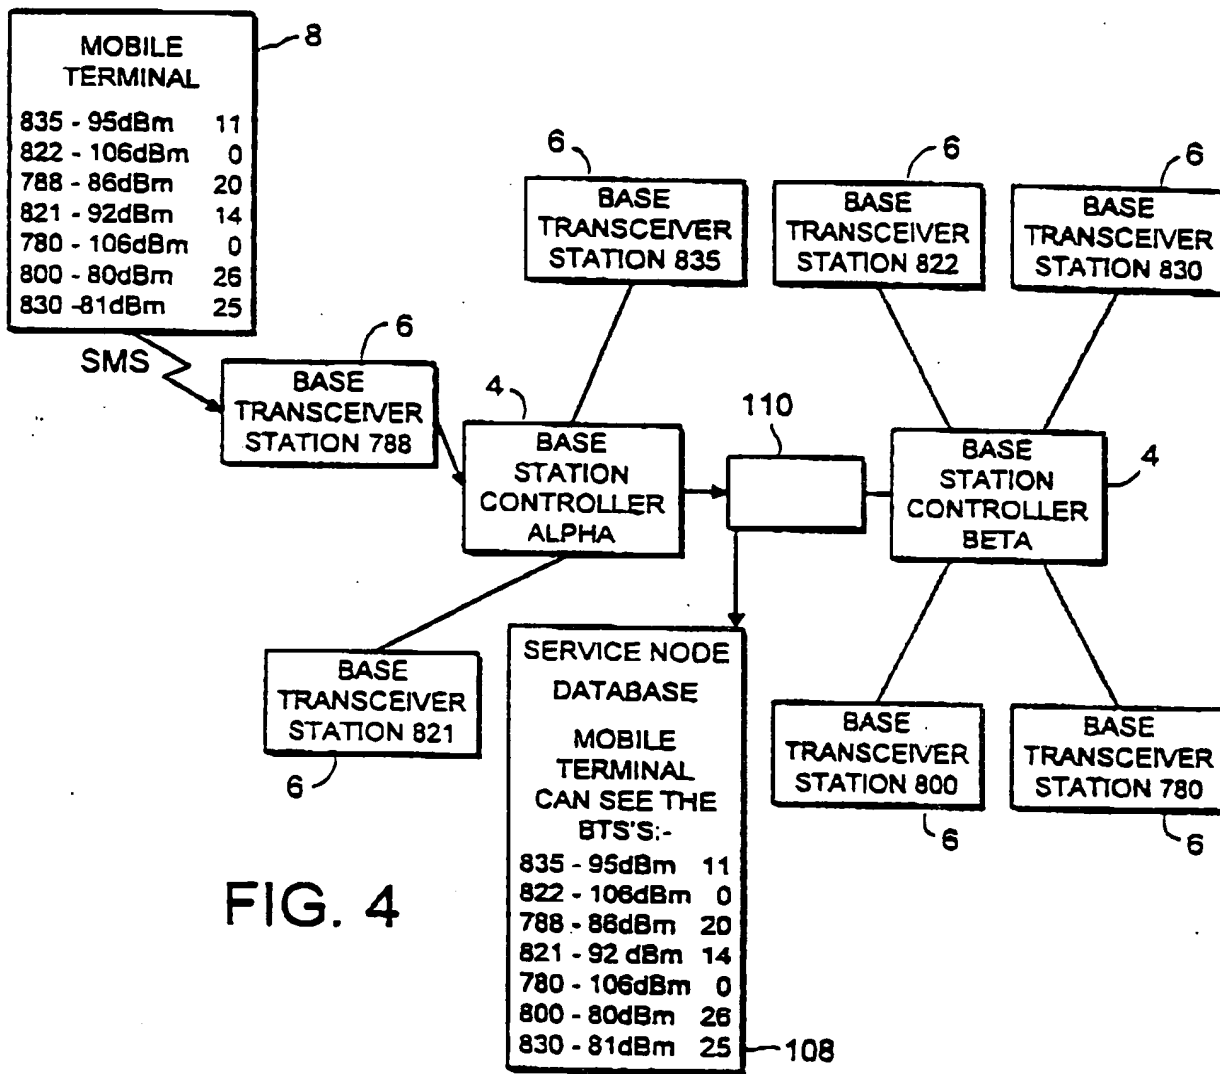 8
MOBILE
TERMINAL
835 - 95dBm 11
822 - 106dBm 0
788 - 86dBm 20
821 - 92dBm 14
780 - 106dBm 0
800 - 80dBm 26
830 -81dBm 25
SMS
6
BASE
TRANSCEIVER
STATION 788
6
BASE
TRANSCEIVER
STATION 835
6
BASE
TRANSCEIVER
STATION 822
6
BASE
TRANSCEIVER
STATION 830
4
BASE
STATION
CONTROLLER
ALPHA
110
4
BASE
STATION
CONTROLLER
BETA
BASE
TRANSCEIVER
STATION 821
6
SERVICE NODE
DATABASE
MOBILE
TERMINAL
CAN SEE THE
BTS'S:-
835 - 95dBm 11
822 - 106dBm 0
788 - 86dBm 20
821 - 92 dBm 14
780 - 106dBm 0
800 - 80dBm 26
830 - 81dBm 25
108
BASE
TRANSCEIVER
STATION 800
6
BASE
TRANSCEIVER
STATION 780
6
FIG. 4